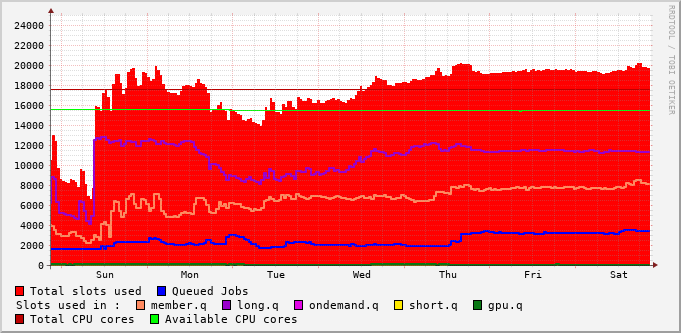 24000
22000
20000
18000
16000
14000
12000
10000
8000
6000
4000
2000
0
Sun Mon Tue Wed Thu Fri Sat
RRDTOOL / TOBI OETIKER
Total slots used Queued Jobs
Slots used in : member.q long.q ondemand.q short.q gpu.q
Total CPU cores Available CPU cores